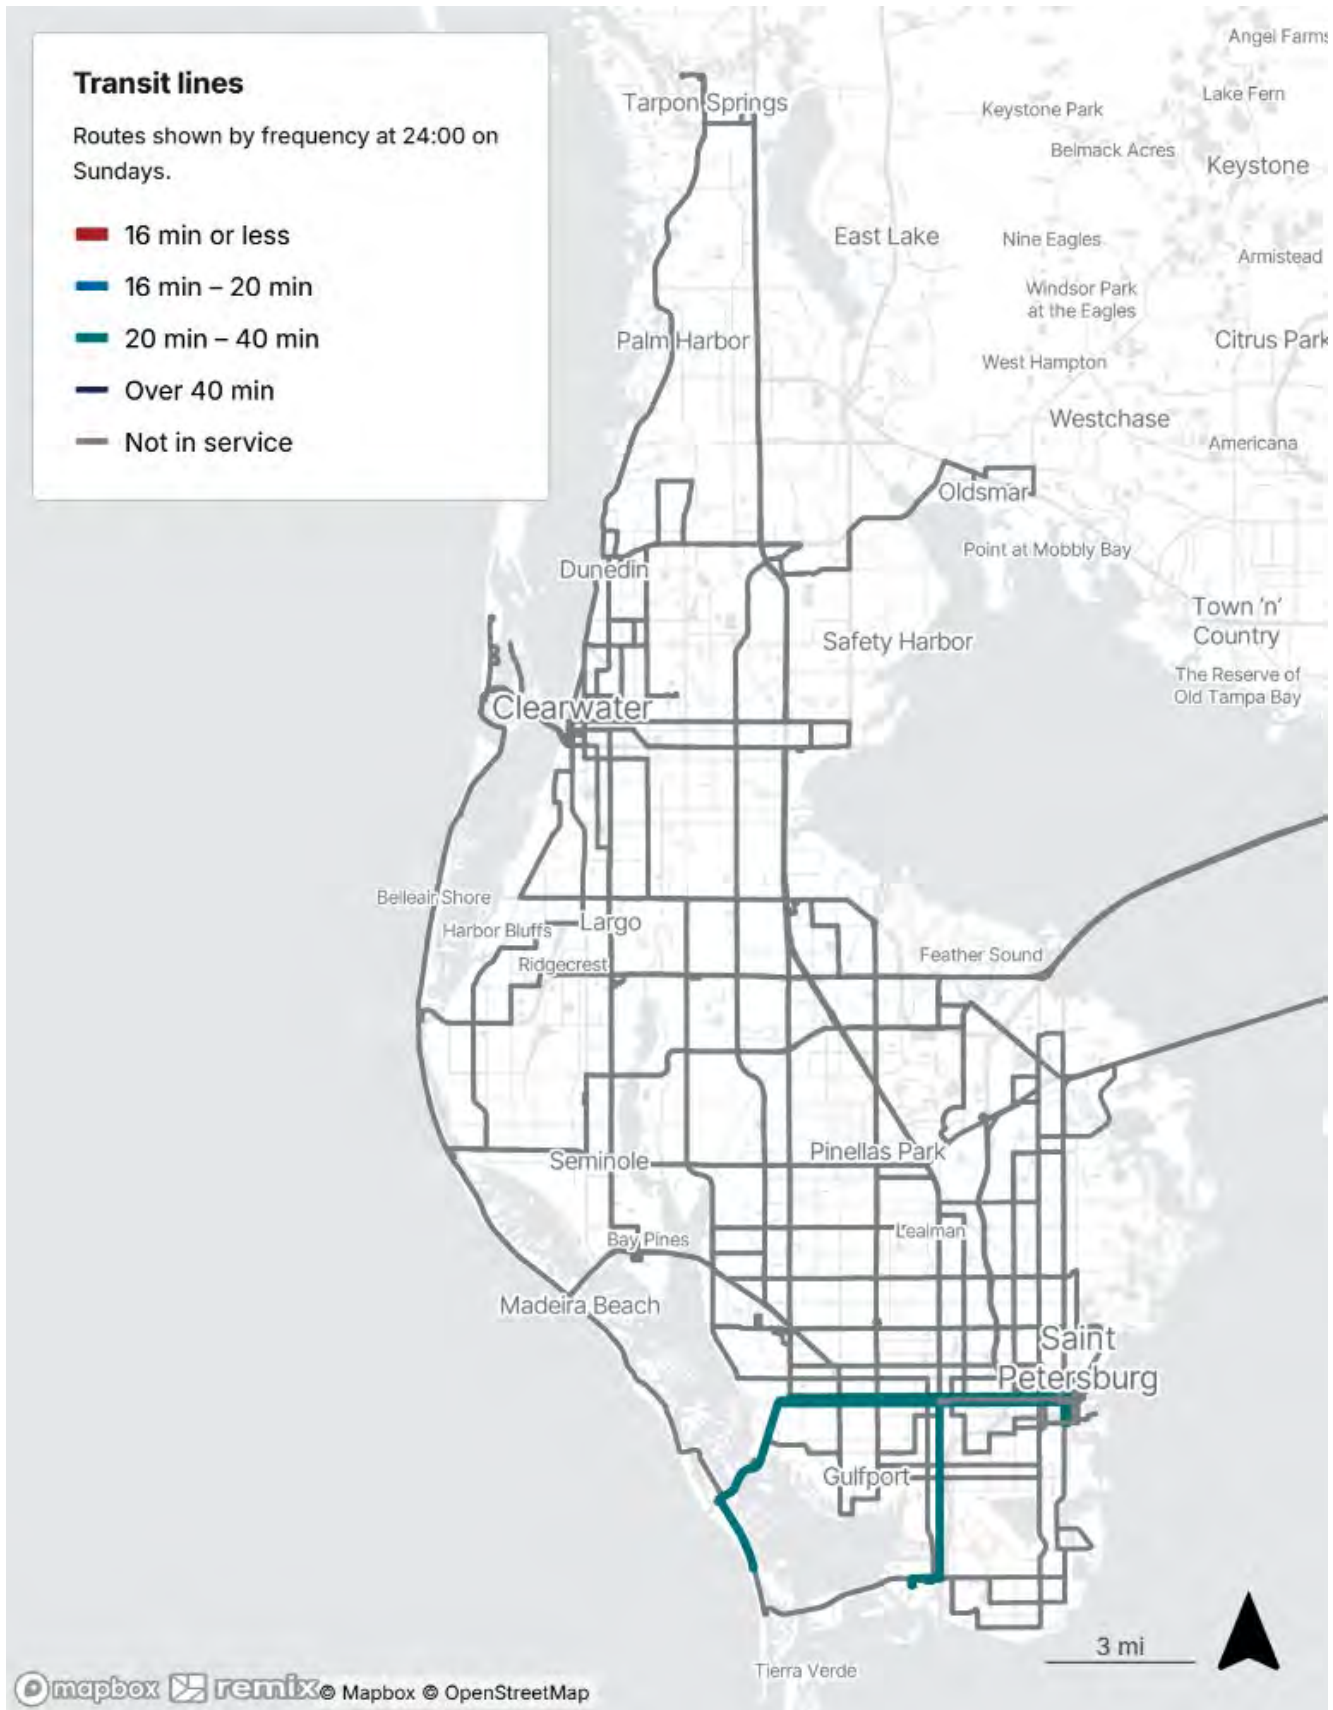 Transit lines
Routes shown by frequency at 24:00 on
Sundays.
16 min or less
16 min – 20 min
20 min – 40 min
Over 40 min
Not in service
Angel Farms
Tarpon Springs
Lake Fern
Keystone Park
Belmack Acres
Keystone
East Lake
Nine Eagles
Armistead
Windsor Park
at the Eagles
Palm Harbor
Citrus Park
West Hampton
Westchase
Americana
Oldsmar
Point at Mobbly Bay
Dunedin
Town 'n'
Country
Safety Harbor
The Reserve of
Old Tampa Bay
Clearwater
Belleair Shore
Largo
Harbor Bluffs
Feather Sound
Ridgecrest
Pinellas Park
Seminole
Lealman
Bay Pines
Madeira Beach
Saint
Petersburg
Gulfport
3 mi
Tierra Verde
mapbox remix © Mapbox © OpenStreetMap